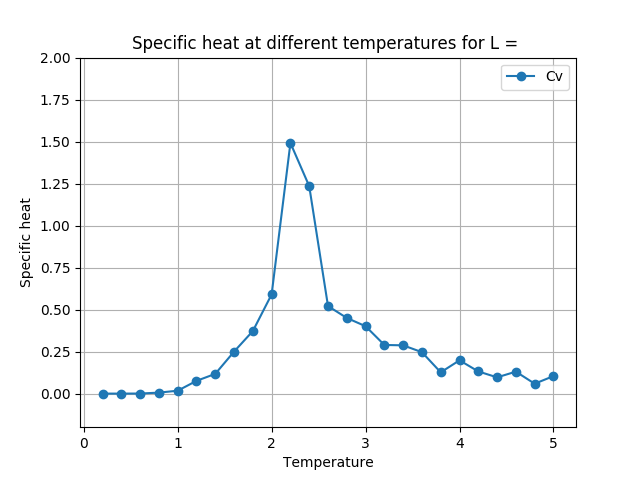 Specific heat at different temperatures for L =
Cv
2.00
1.75
1.50
1.25
1.00
0.75
0.50
0.25
0.00
Specific heat
0 1 2 3 4 5
Temperature